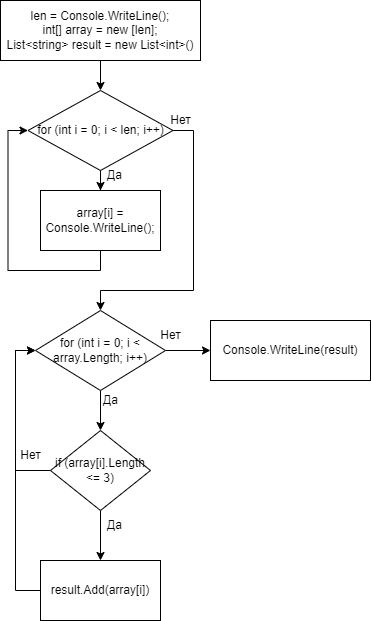 len = Console.WriteLine();
int[] array = new [len];
List<string> result = new List<int>()
for (int i = 0; i < len; i++)
Нет
Да
array[i] =
Console.WriteLine();
for (int i = 0; i <
array.Length; i++)
Нет
Console.WriteLine(result)
Да
if (array[i].Length
<= 3)
Нет
Да
result.Add(array[i])